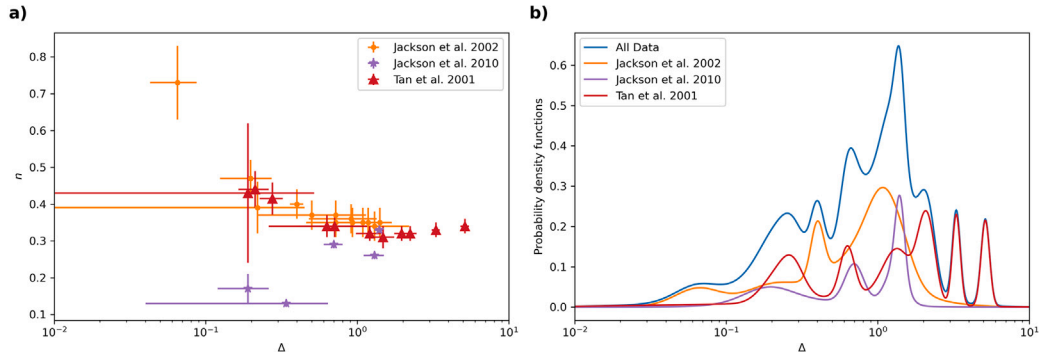 a)
0.8
0.7
0.6
0.5
0.4
0.3
0.2
0.1
n
10⁻²
10⁻¹
10⁰
10¹
Δ
Jackson et al. 2002
Jackson et al. 2010
Tan et al. 2001
b)
0.6
0.5
0.4
0.3
0.2
0.1
0.0
Probability density functions
10⁻²
10⁻¹
10⁰
10¹
Δ
All Data
Jackson et al. 2002
Jackson et al. 2010
Tan et al. 2001